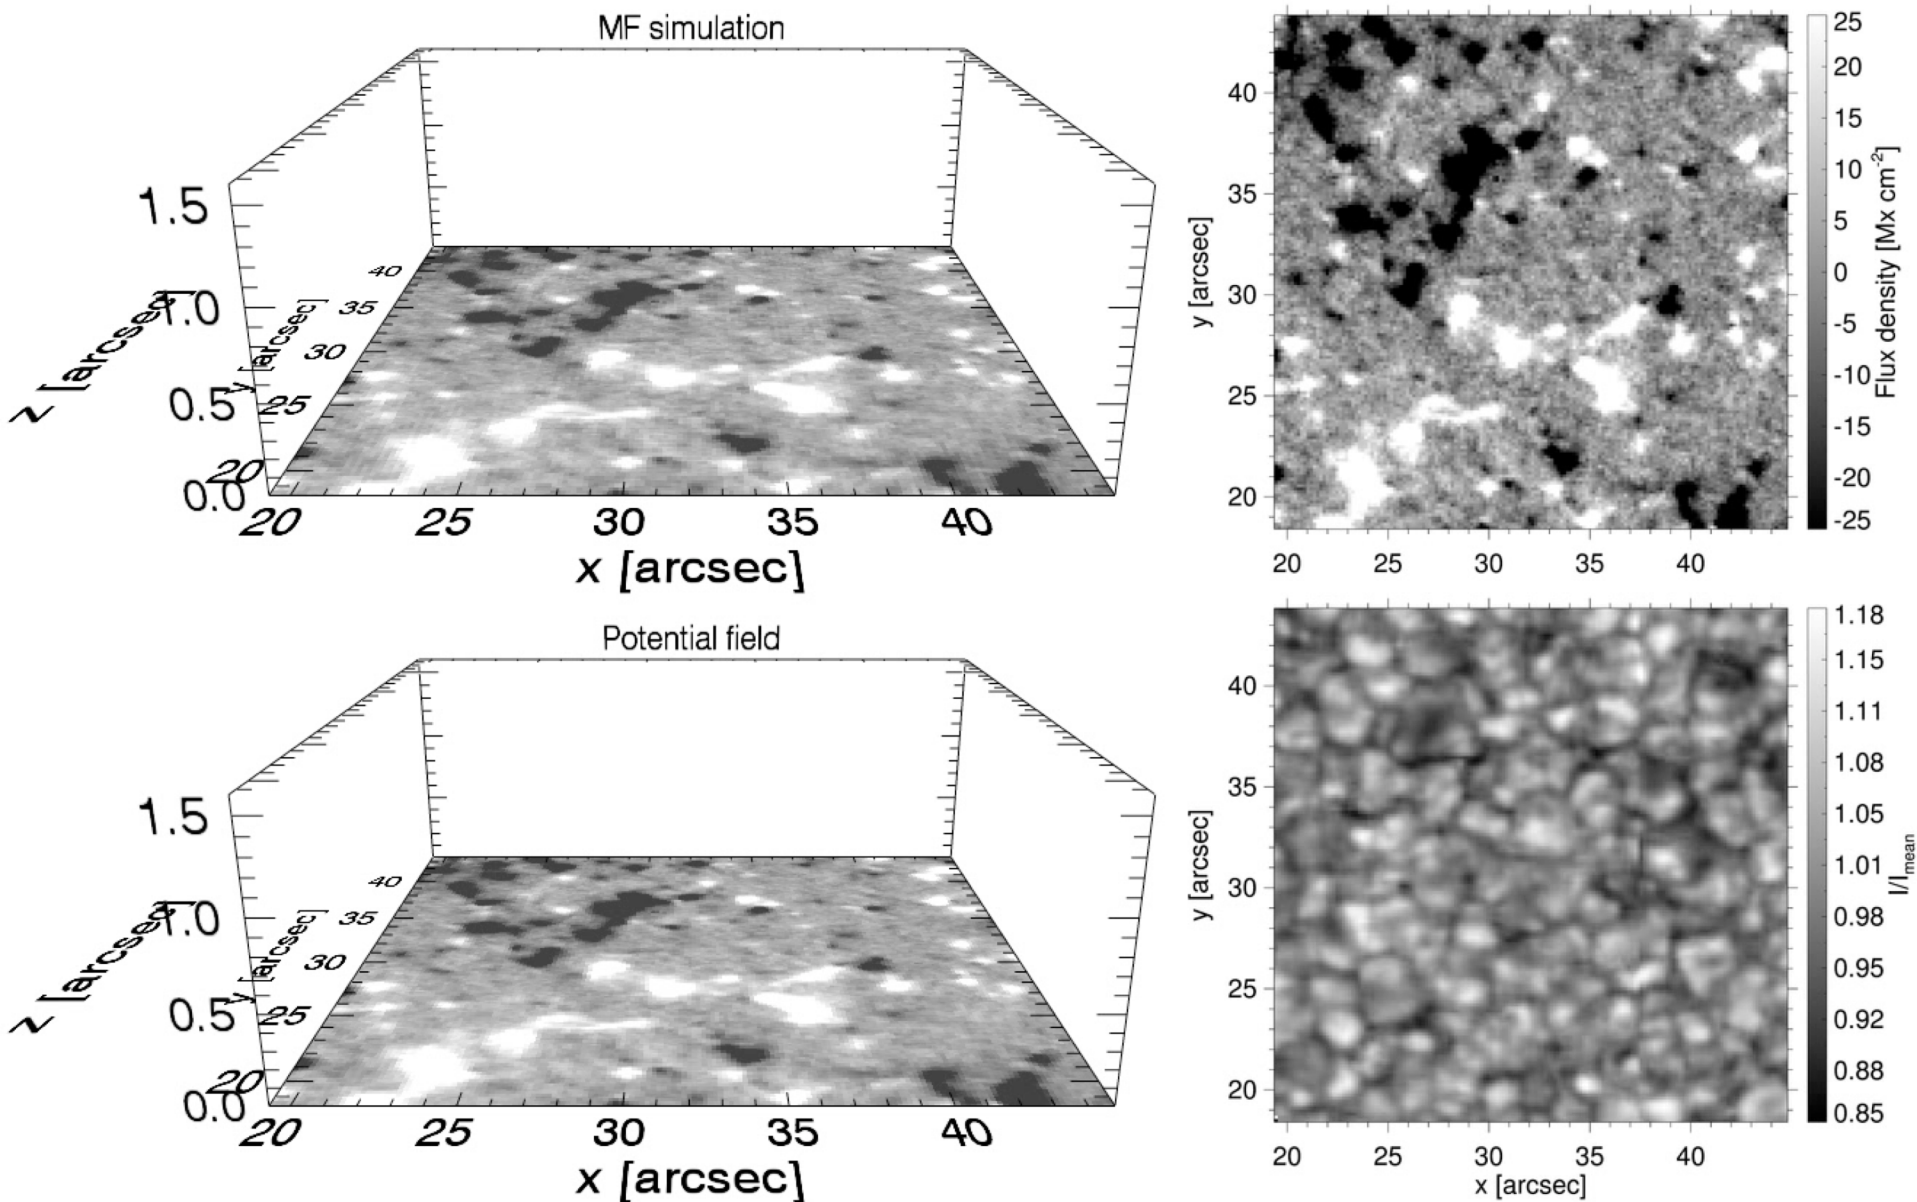 MF simulation
1.5
1.0
0.5
0.0
z [arcsec]
40
35
30
25
20
y [arcsec]
20 25 30 35 40
x [arcsec]
40
35
30
25
20
y [arcsec]
20 25 30 35 40
25
20
15
10
5
0
-5
-10
-15
-20
-25
Flux density [Mx cm⁻²]
Potential field
1.5
1.0
0.5
0.0
z [arcsec]
40
35
30
25
20
y [arcsec]
20 25 30 35 40
x [arcsec]
40
35
30
25
20
y [arcsec]
20 25 30 35 40
x [arcsec]
1.18
1.15
1.11
1.08
1.05
1.01
0.98
0.95
0.92
0.88
0.85
I/Imean